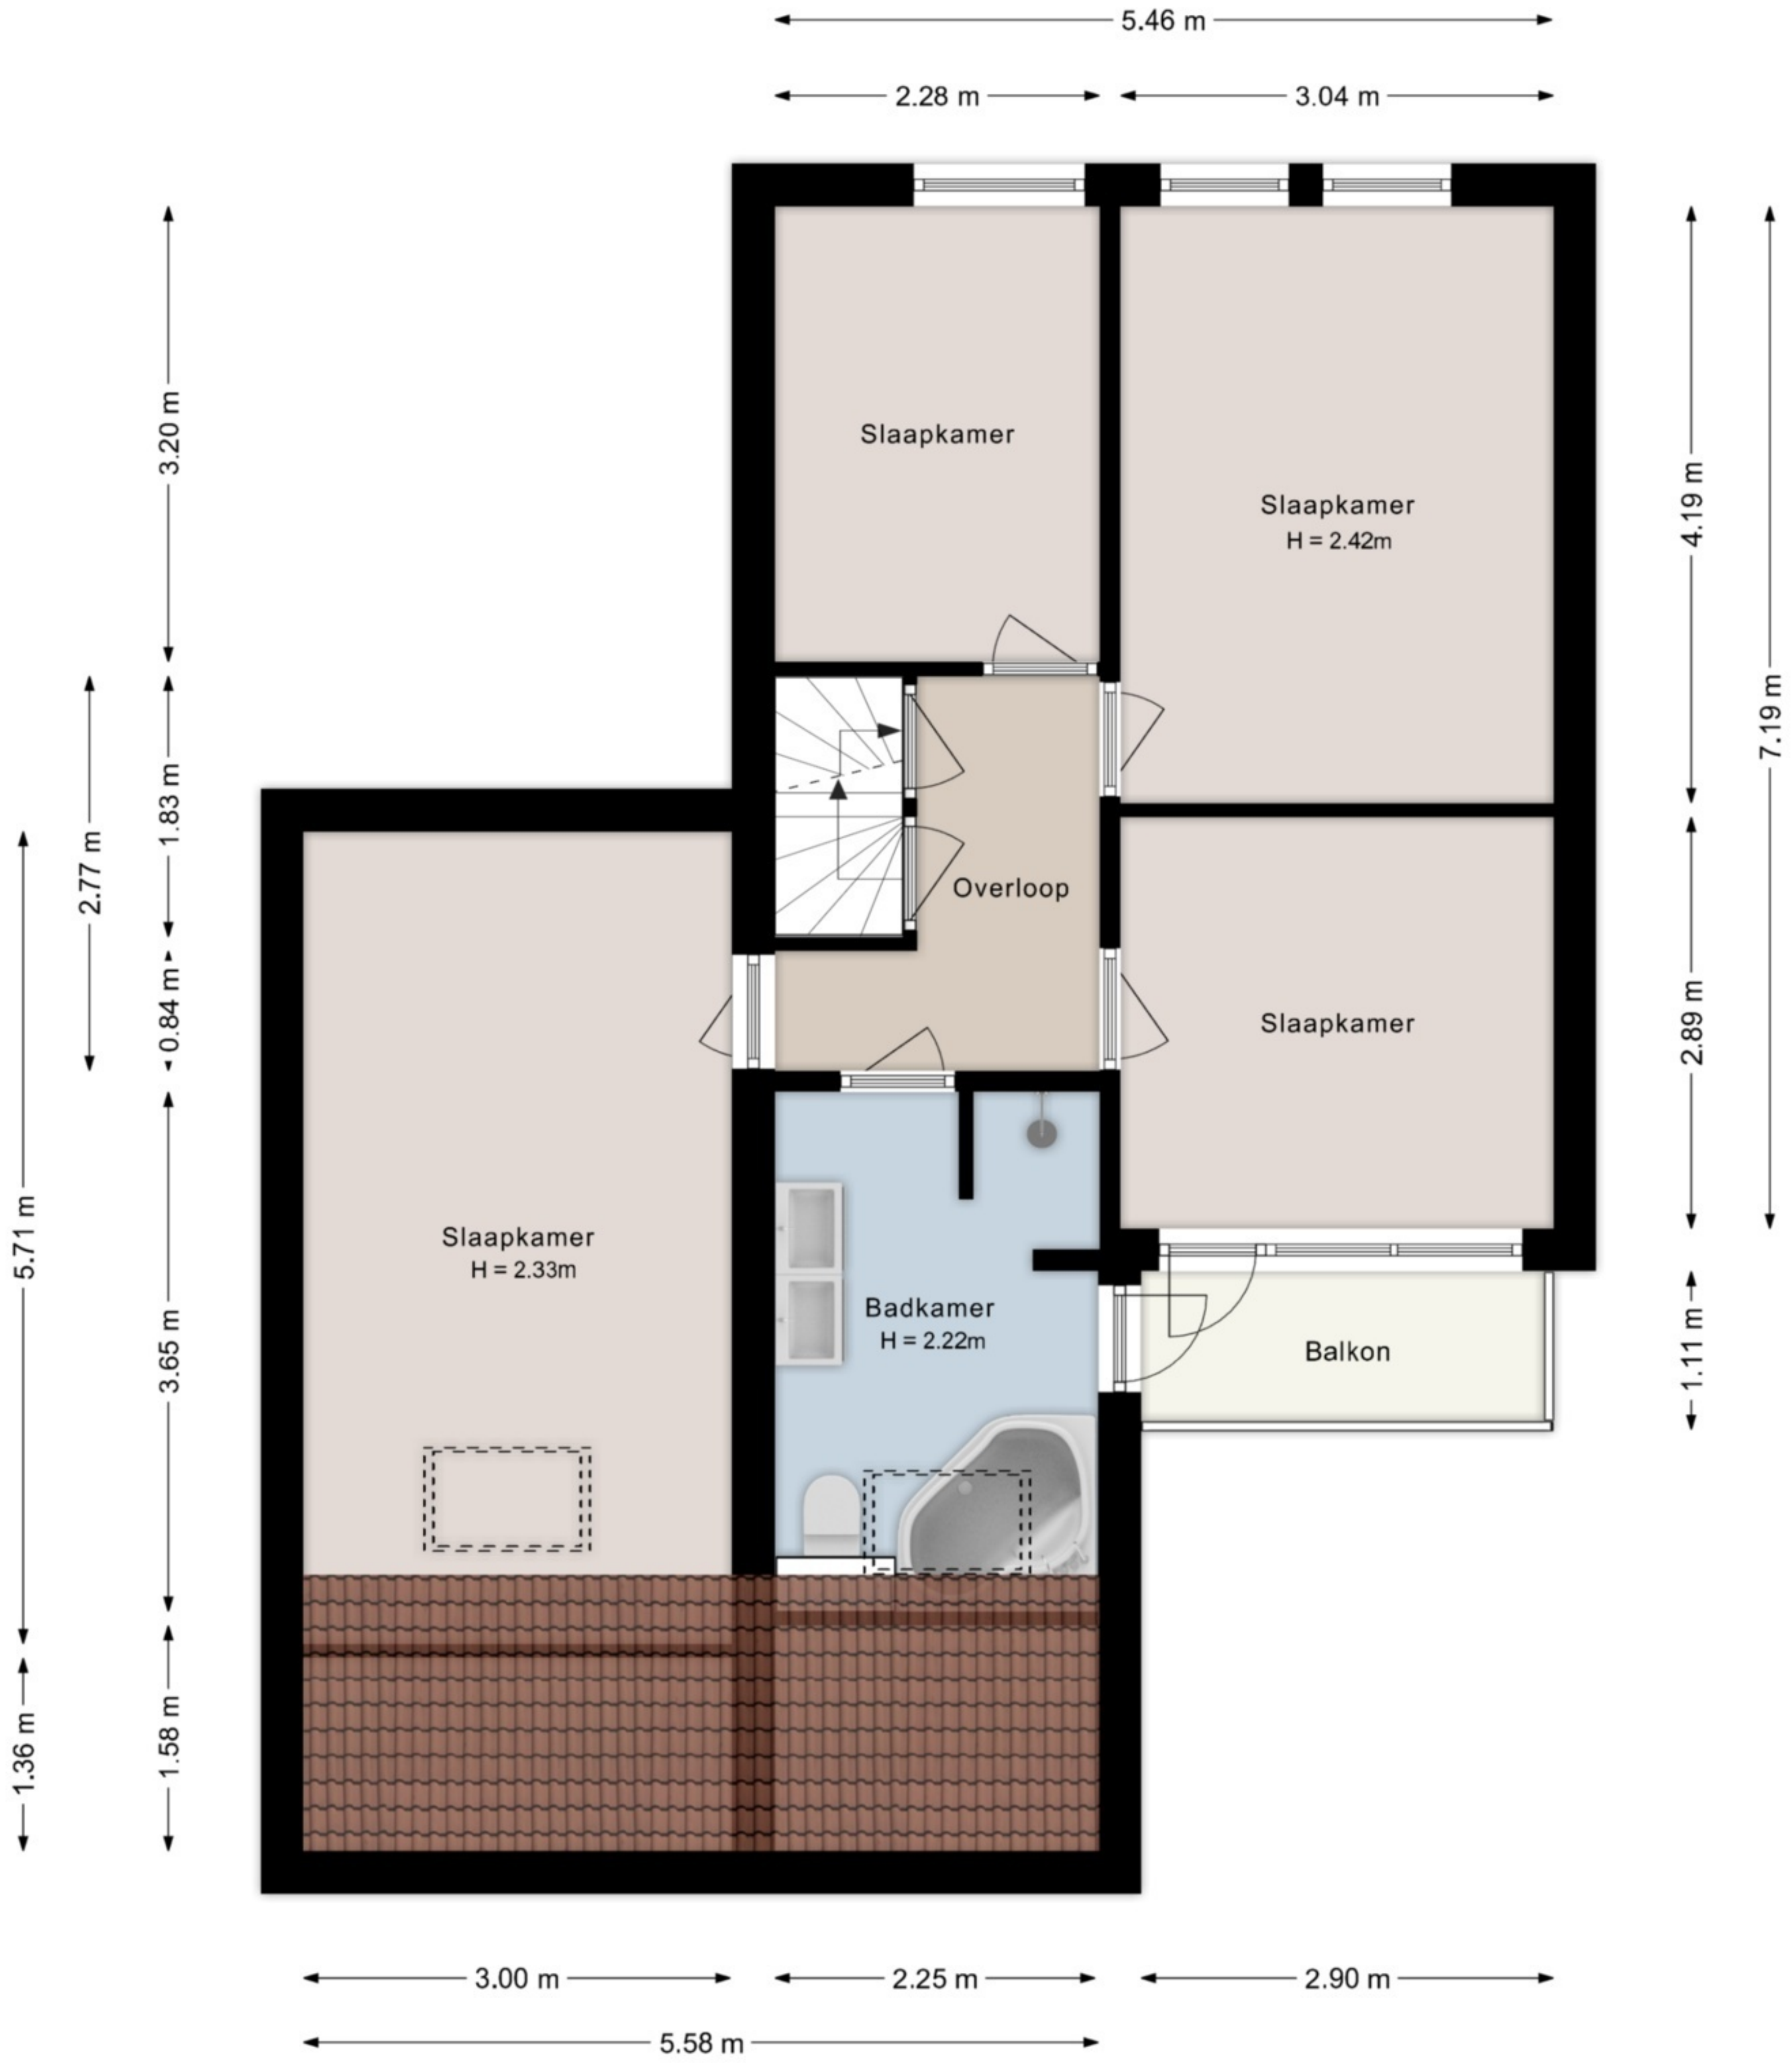 5.46 m
2.28 m
3.04 m
3.20 m
4.19 m
7.19 m
Slaapkamer
Slaapkamer
H = 2.42m
1.83 m
2.77 m
0.84 m
Overloop
Slaapkamer
2.89 m
5.71 m
Slaapkamer
H = 2.33m
3.65 m
Badkamer
H = 2.22m
Balkon
1.11 m
1.36 m
1.58 m
3.00 m
2.25 m
2.90 m
5.58 m